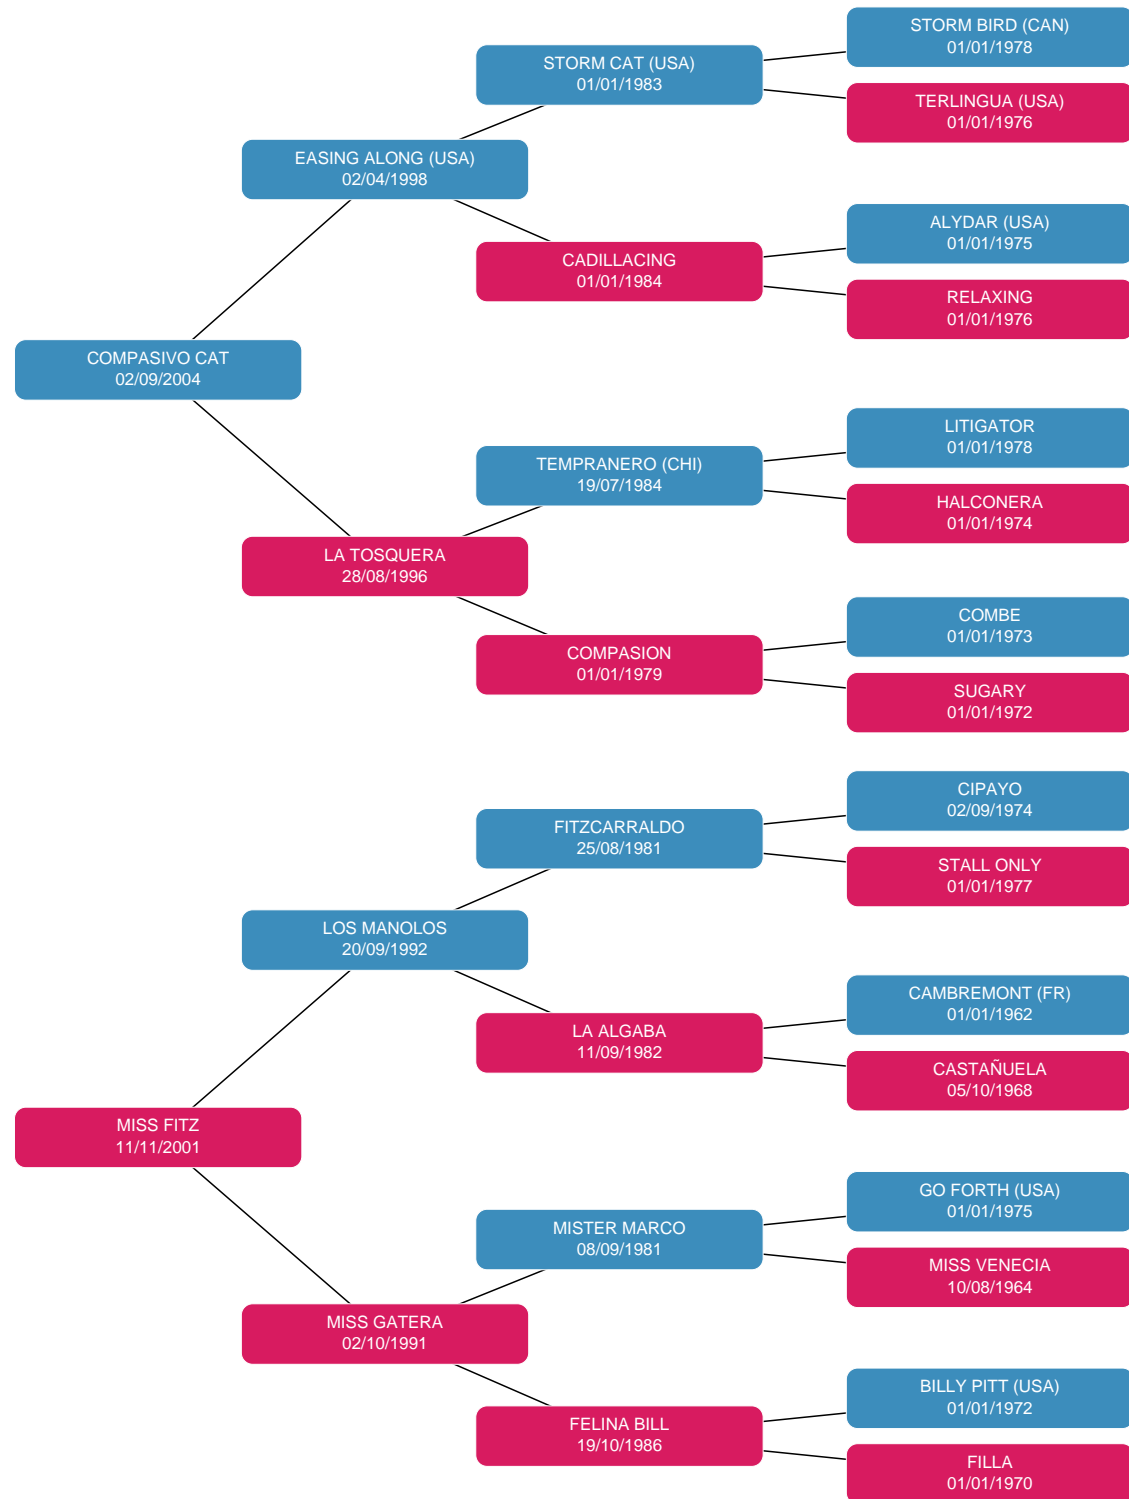 STORM BIRD (CAN)
01/01/1978
STORM CAT (USA)
01/01/1983
TERLINGUA (USA)
01/01/1976
EASING ALONG (USA)
02/04/1998
ALYDAR (USA)
01/01/1975
CADILLACING
01/01/1984
RELAXING
01/01/1976
COMPASIVO CAT
02/09/2004
LITIGATOR
01/01/1978
TEMPRANERO (CHI)
19/07/1984
HALCONERA
01/01/1974
LA TOSQUERA
28/08/1996
COMBE
01/01/1973
COMPASION
01/01/1979
SUGARY
01/01/1972
CIPAYO
02/09/1974
FITZCARRALDO
25/08/1981
STALL ONLY
01/01/1977
LOS MANOLOS
20/09/1992
CAMBREMONT (FR)
01/01/1962
LA ALGABA
11/09/1982
CASTAÑUELA
05/10/1968
MISS FITZ
11/11/2001
GO FORTH (USA)
01/01/1975
MISTER MARCO
08/09/1981
MISS VENECIA
10/08/1964
MISS GATERA
02/10/1991
BILLY PITT (USA)
01/01/1972
FELINA BILL
19/10/1986
FILLA
01/01/1970